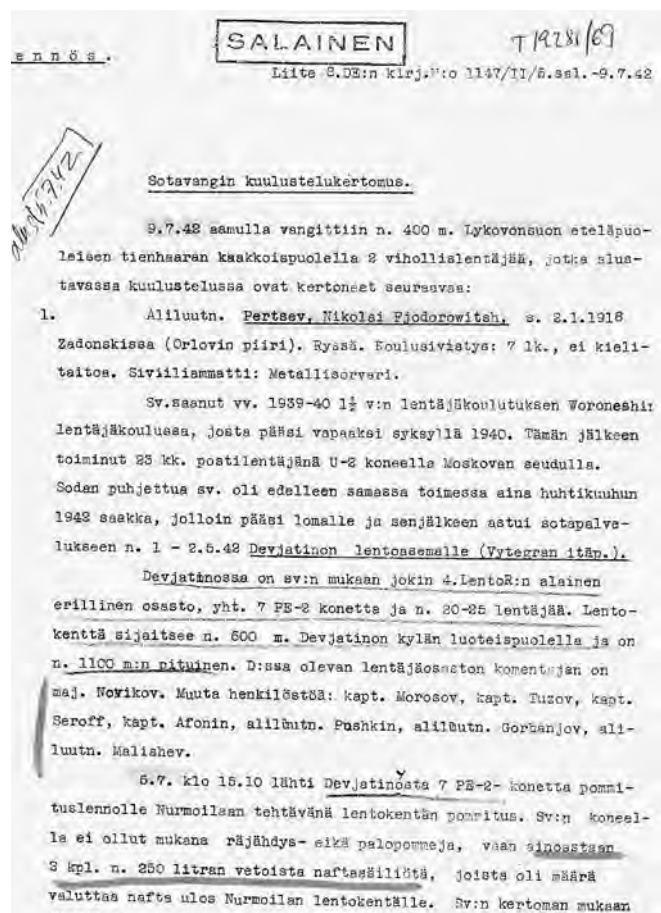 SALAINEN
T 19281/69
ennös.
Liite 8.DE:n kirj.N:o 1147/II/5.ssl.-9.7.42
Sotavangin kuulustelukertomus.
9.7.42 aamulla vangittiin n. 400 m. Lykovonsuon eteläpuo-
leisen tienhaaran kaakkoispuolella 2 vihollislentäjää, jotka alus-
tavassa kuulustelussa ovat kertoneet seuraavaa:
1. Aliluutn. Pertsev, Nikolai Fjodorowitsh, s. 2.1.1918
Zadonskissa (Orlovin piiri). Ryssä. Koulusivistys: 7 lk., ei kieli-
taitoa. Siviiliammatti: Metallisorvari.
Sv.saanut vv. 1939-40 1½ v:n lentäjäkoulutuksen Woroneshin
lentäjäkoulussa, josta pääsi vapaaksi syksyllä 1940. Tämän jälkeen
toiminut 23 kk. postilentäjänä U-2 koneella Moskovan seudulla.
Sodan puhjettua sv. oli edelleen samassa toimessa aina huhtikuuhun
1942 saakka, jolloin pääsi lomalle ja senjälkeen astui sotapalve-
lukseen n. 1 - 2.5.42 Devjatinon lentoasemalle (Vytegran itäp.).
Devjatinossa on sv:n mukaan jokin 4.LentoR:n alainen
erillinen osasto, yht. 7 PE-2 konetta ja n. 20-25 lentäjää. Lento-
kenttä sijaitsee n. 600 m. Devjatinon kylän luoteispuolella ja on
n. 1100 m:n pituinen. D:ssa olevan lentäjäosaston komentajan on
maj. Novikov. Muuta henkilöstöä: kapt. Morosov, kapt. Tuzov, kapt.
Seroff, kapt. Afonin, aliluutn. Pushkin, aliluutn. Gorbanjov, ali-
luutn. Malishev.
5.7. klo 15.10 lähti Devjatinosta 7 PE-2- konetta pommi-
tuslennolle Nurmoilaan tehtävänä lentokentän pommitus. Sv:n koneel-
la ei ollut mukana räjähdys- eikä palopommeja, vaan ainoastaan
2 kpl. n. 250 litran vetoista naftasäiliötä, joista oli määrä
valuttaa nafta ulos Nurmoilan lentokentälle. Sv:n kertoman mukaan